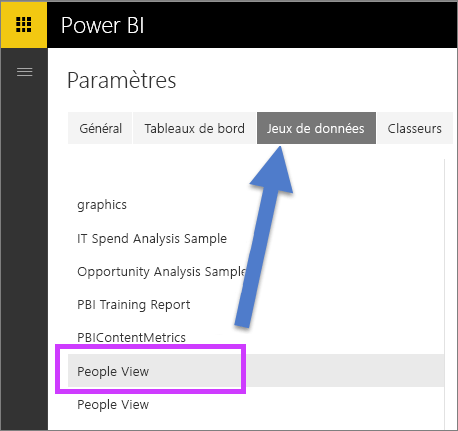 Power BI
Paramètres
Général Tableaux de bord Jeux de données Classeurs
graphics
IT Spend Analysis Sample
Opportunity Analysis Sample
PBI Training Report
PBIContentMetrics
People View
People View